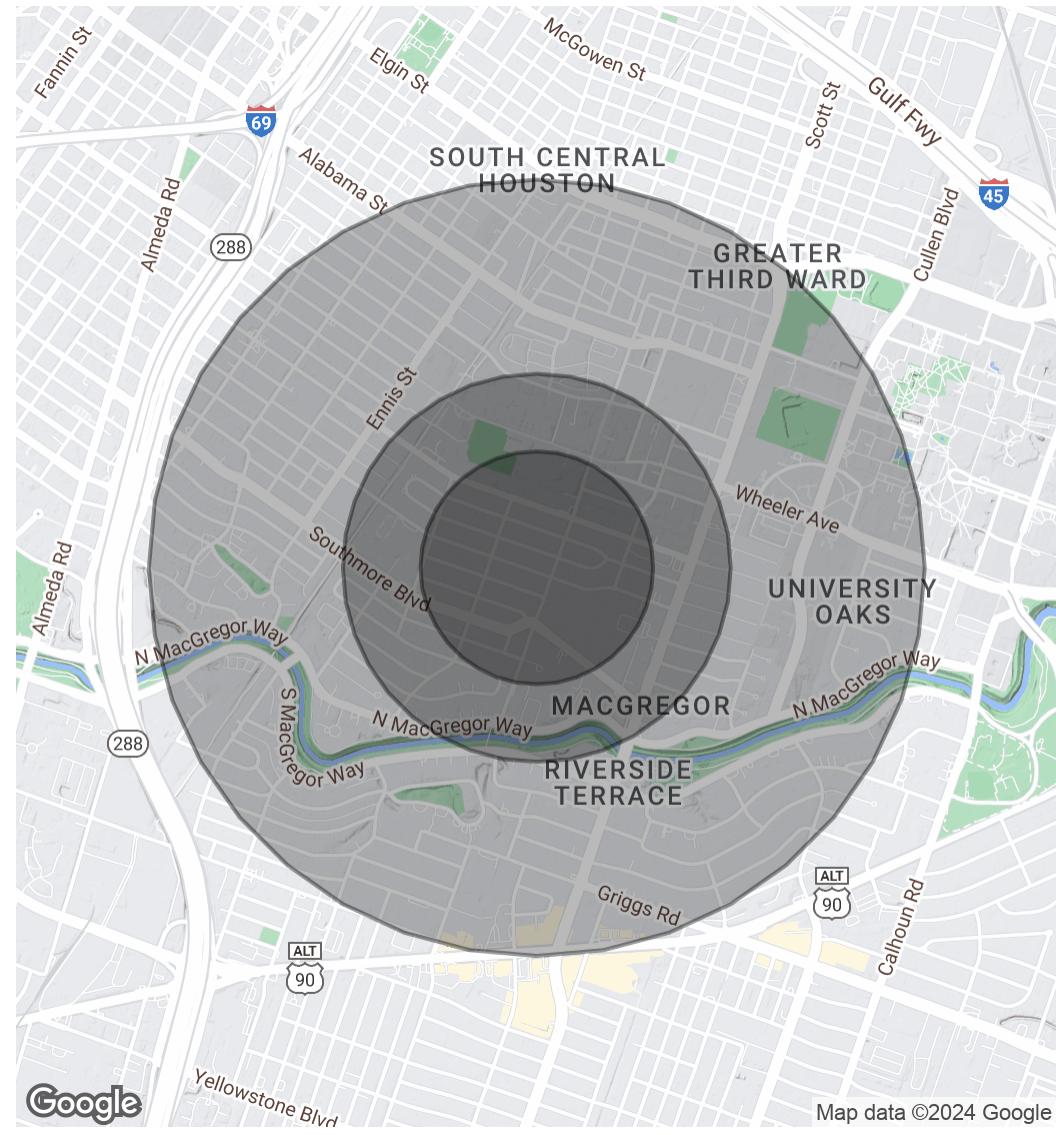 McGowen St
Fannin St
Elgin St
Gulf Fwy
Scott St
69
Alabama St
SOUTH CENTRAL
HOUSTON
45
Almeda Rd
288
Cullen Blvd
GREATER
THIRD WARD
Ennis St
Wheeler Ave
Southmore Blvd
Almeda Rd
UNIVERSITY
OAKS
N MacGregor Way
N MacGregor Way
S MacGregor Way
N MacGregor Way
MACGREGOR
288
RIVERSIDE
TERRACE
Griggs Rd
ALT
90
Calhoun Rd
ALT
90
Yellowstone Blvd
Google
Map data ©2024 Google